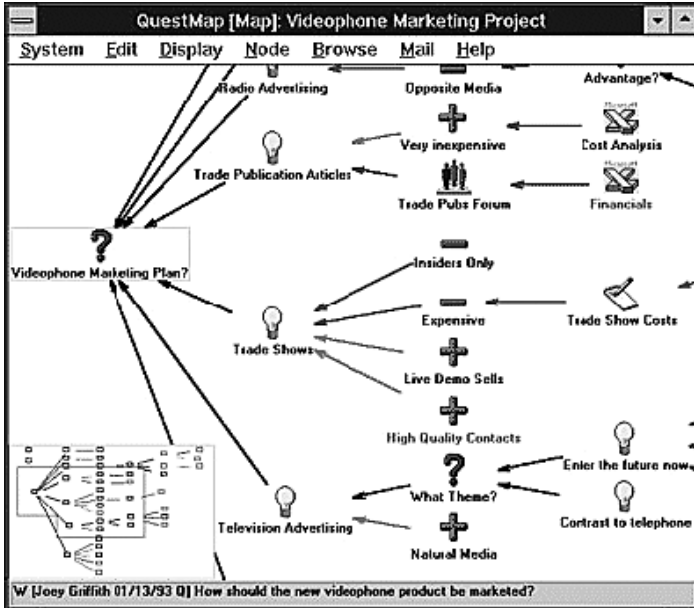 QuestMap [Map]: Videophone Marketing Project
System Edit Display Node Browse Mail Help
Radio Advertising
Opposite Media
Advantage?
Trade Publication Articles
Very inexpensive
Microsoft
Cost Analysis
Trade Pubs Forum
Microsoft
Financials
Videophone Marketing Plan?
Insiders Only
Trade Shows
Expensive
Trade Show Costs
Live Demo Sells
High Quality Contacts
Enter the future now
What Theme?
Television Advertising
Contrast to telephone
Natural Media
W [Joey Griffith 01/13/93 Q] How should the new videophone product be marketed?